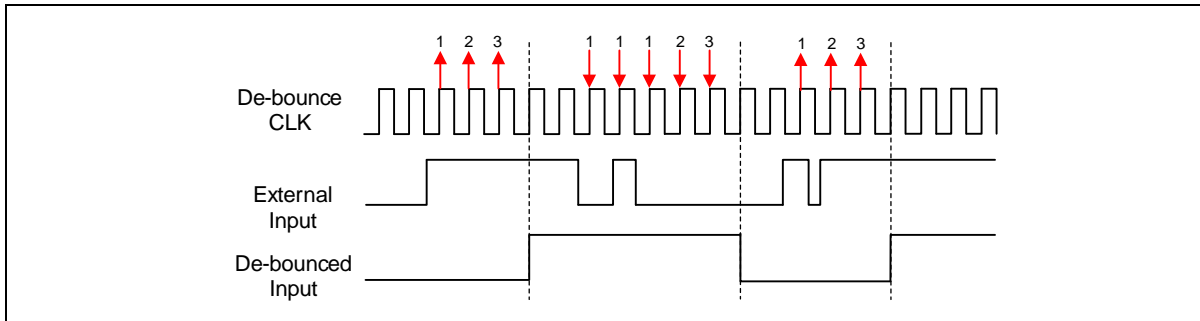 1 2 3 1 1 1 2 3 1 2 3
De-bounce
CLK
External
Input
De-bounced
Input